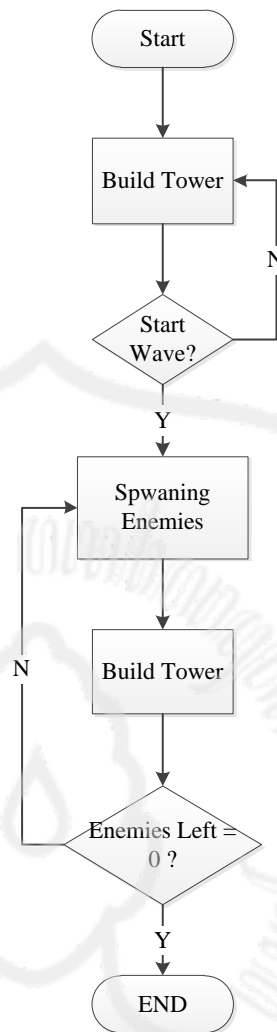 Start
Build Tower
N
Start
Wave?
Y
Spwaning
Enemies
N
Build Tower
Enemies Left =
0 ?
Y
END